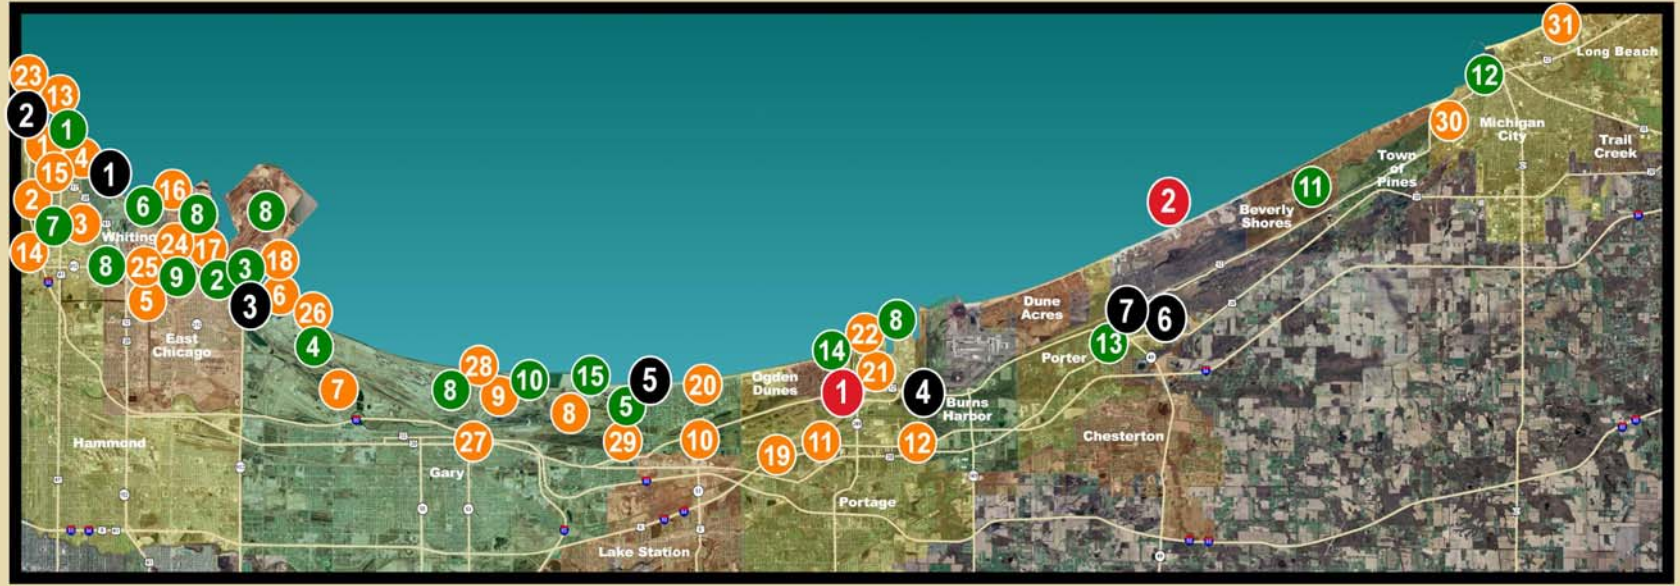 31
Long Beach
23
12
13
2
1
30
Michigan
City
1
4
Trail
Creek
15
1
Town
of
Pines
16
11
2
6
8
8
2
Beverly
Shores
7
3
Whiting
24
17
14
8
25
9
2
3
18
5
3
6
26
Dune
Acres
7
6
East
Chicago
4
14
22
8
13
Porter
28
7
8
9
10
15
5
20
Ogden
Dunes
1
21
4
Burns
Harbor
8
5
Hammond
27
29
10
19
11
12
Chesterton
Gary
Portage
Lake Station